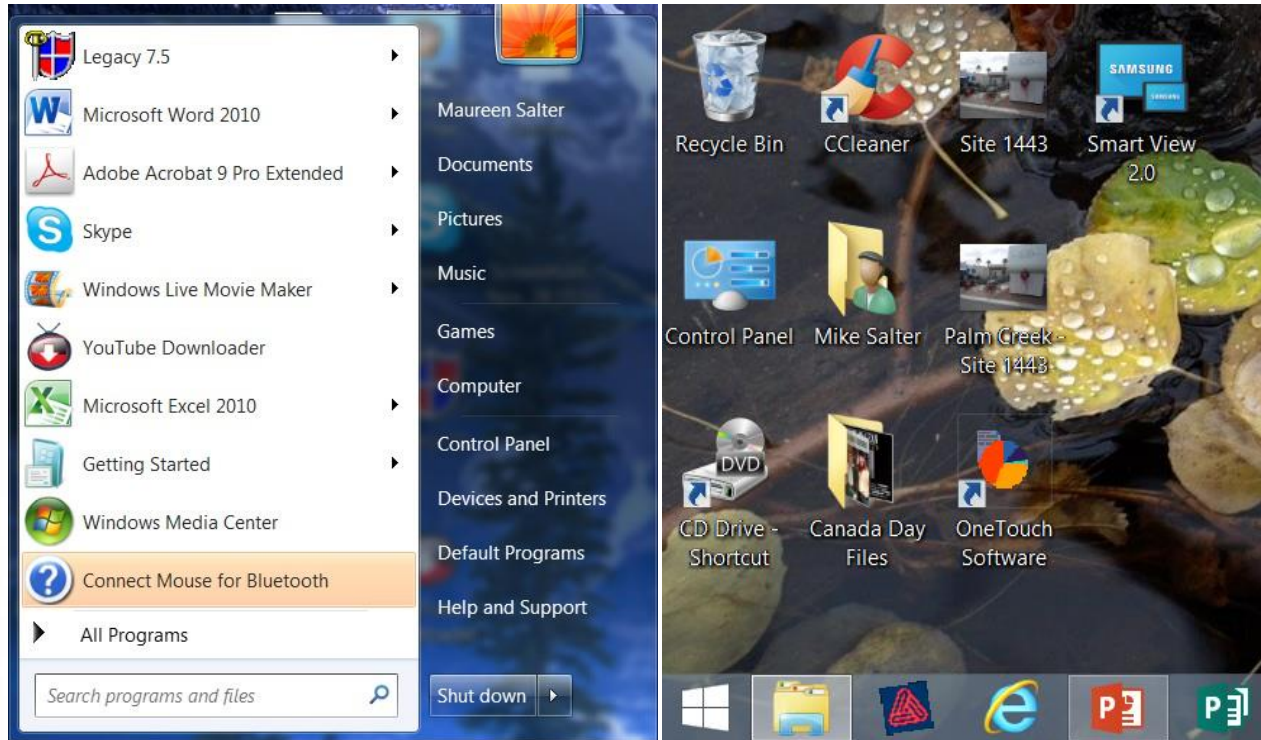 Legacy 7.5
Microsoft Word 2010
Adobe Acrobat 9 Pro Extended
Skype
Windows Live Movie Maker
YouTube Downloader
Microsoft Excel 2010
Getting Started
Windows Media Center
Connect Mouse for Bluetooth
All Programs
Search programs and files
Maureen Salter
Documents
Pictures
Music
Games
Computer
Control Panel
Devices and Printers
Default Programs
Help and Support
Shut down
SAMSUNG
SAMSUNG
Recycle Bin
CCleaner
Site 1443
Smart View
2.0
Control Panel
Mike Salter
Palm Creek -
Site 1443
DVD
CD Drive -
Shortcut
Canada Day
Files
OneTouch
Software